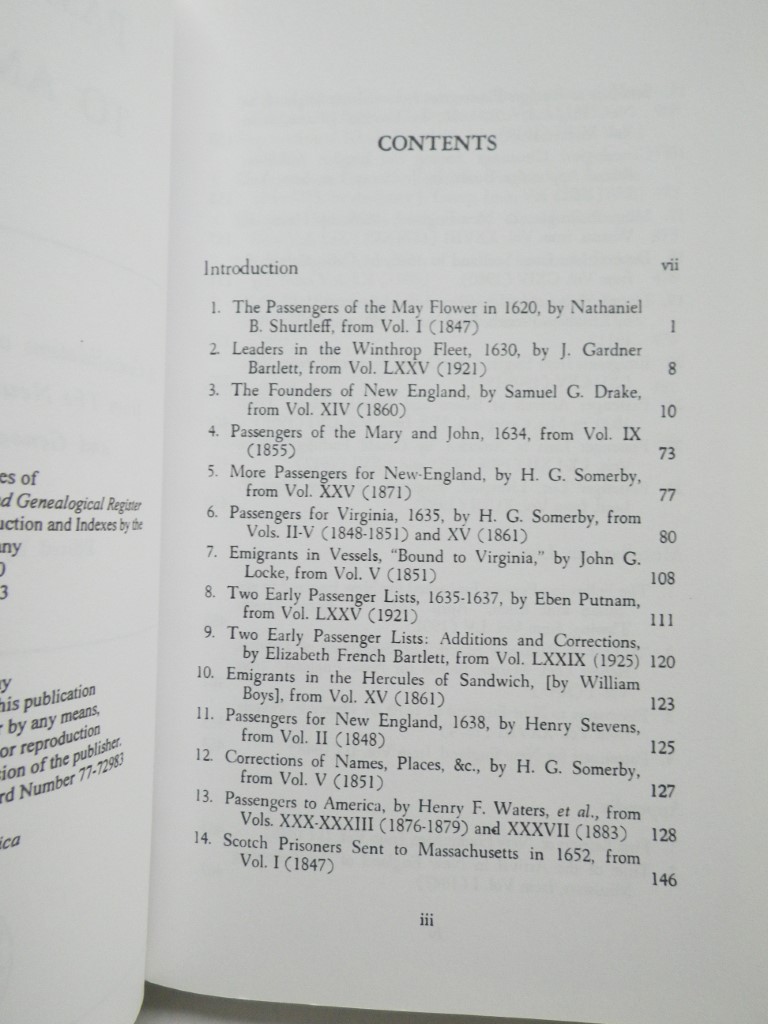 es of
d Genealogical Register
uction and Indexes by the
any
0
3
y
his publication
r by any means,
or reproduction
sion of the publisher.
rd Number 77-72983
ica
CONTENTS
Introduction vii
1. The Passengers of the May Flower in 1620, by Nathaniel
B. Shurtleff, from Vol. I (1847) 1
2. Leaders in the Winthrop Fleet, 1630, by J. Gardner
Bartlett, from Vol. LXXV (1921) 8
3. The Founders of New England, by Samuel G. Drake,
from Vol. XIV (1860) 10
4. Passengers of the Mary and John, 1634, from Vol. IX
(1855) 73
5. More Passengers for New-England, by H. G. Somerby,
from Vol. XXV (1871) 77
6. Passengers for Virginia, 1635, by H. G. Somerby, from
Vols. II-V (1848-1851) and XV (1861) 80
7. Emigrants in Vessels, "Bound to Virginia," by John G.
Locke, from Vol. V (1851) 108
8. Two Early Passenger Lists, 1635-1637, by Eben Putnam,
from Vol. LXXV (1921) 111
9. Two Early Passenger Lists: Additions and Corrections,
by Elizabeth French Bartlett, from Vol. LXXIX (1925) 120
10. Emigrants in the Hercules of Sandwich, [by William
Boys], from Vol. XV (1861) 123
11. Passengers for New England, 1638, by Henry Stevens,
from Vol. II (1848) 125
12. Corrections of Names, Places, &c., by H. G. Somerby,
from Vol. V (1851) 127
13. Passengers to America, by Henry F. Waters, et al., from
Vols. XXX-XXXIII (1876-1879) and XXXVII (1883) 128
14. Scotch Prisoners Sent to Massachusetts in 1652, from
Vol. I (1847) 146
iii